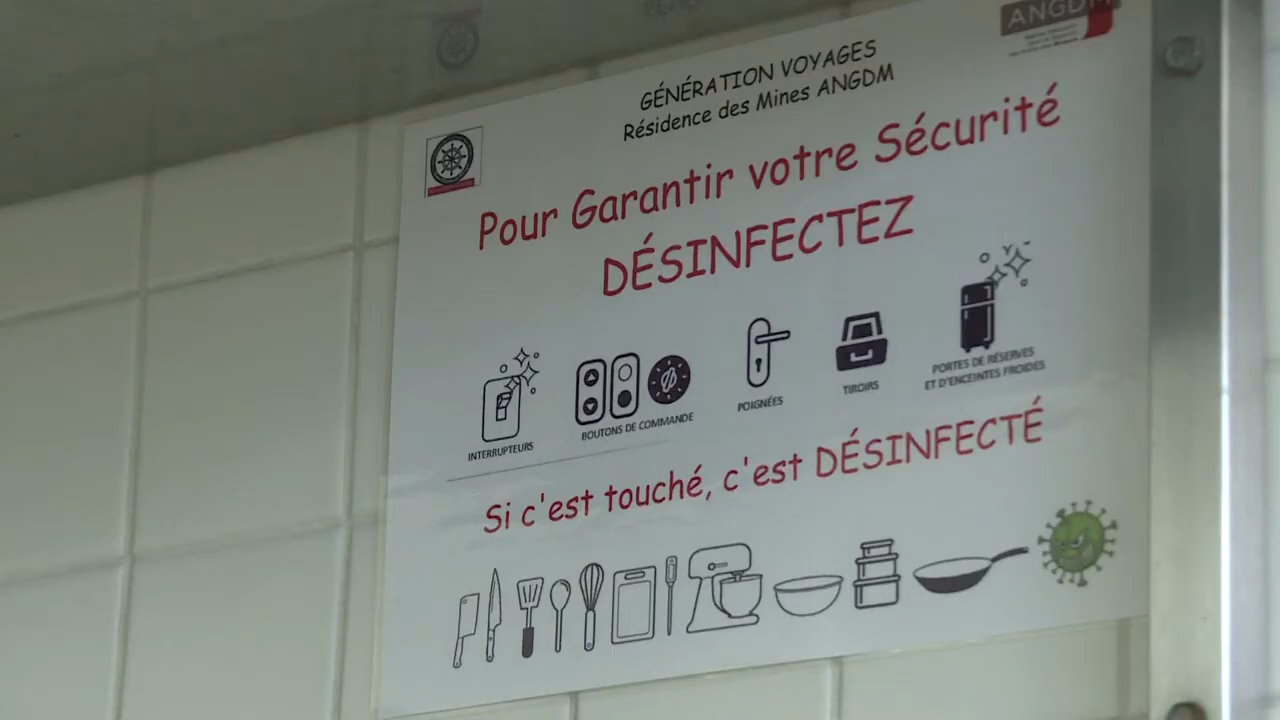 ANGDM
GÉNÉRATION VOYAGES
Résidence des Mines ANGDM
Pour Garantir votre Sécurité
DÉSINFECTEZ
INTERRUPTEURS
BOUTONS DE COMMANDE
POIGNÉES
TIROIRS
PORTES DE RÉSERVES
ET D'ENCEINTES FROIDES
Si c'est touché, c'est DÉSINFECTÉ